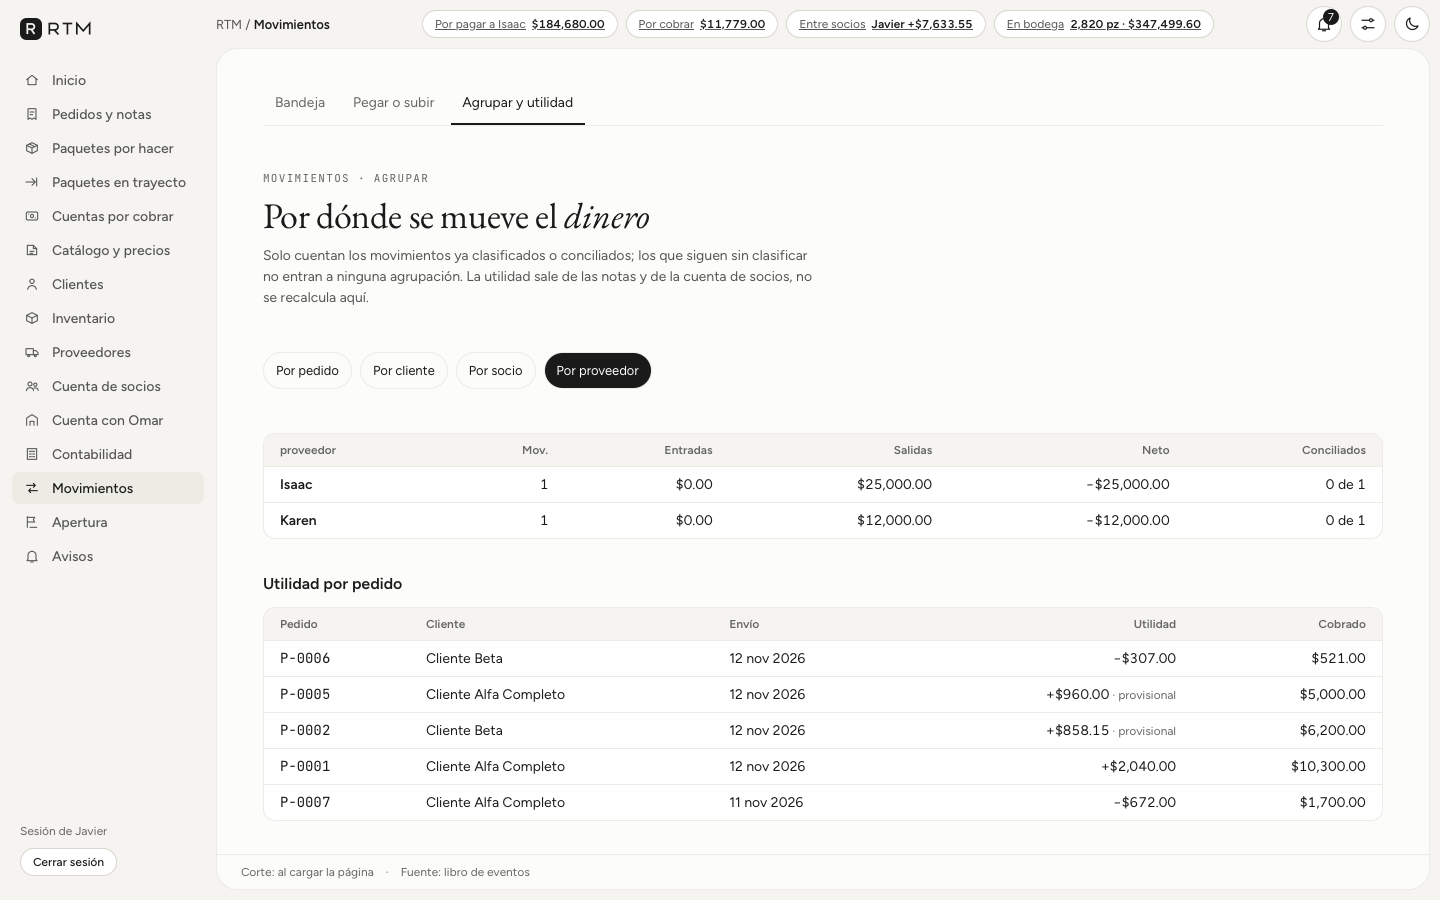 R RTM
RTM / Movimientos
Por pagar a Isaac $184,680.00
Por cobrar $11,779.00
Entre socios Javier +$7,633.55
En bodega 2,820 pz · $347,499.60
7
Inicio
Pedidos y notas
Paquetes por hacer
Paquetes en trayecto
Cuentas por cobrar
Catálogo y precios
Clientes
Inventario
Proveedores
Cuenta de socios
Cuenta con Omar
Contabilidad
Movimientos
Apertura
Avisos
Sesión de Javier
Cerrar sesión
Bandeja Pegar o subir Agrupar y utilidad
MOVIMIENTOS · AGRUPAR
Por dónde se mueve el dinero
Solo cuentan los movimientos ya clasificados o conciliados; los que siguen sin clasificar
no entran a ninguna agrupación. La utilidad sale de las notas y de la cuenta de socios, no
se recalcula aquí.
Por pedido Por cliente Por socio Por proveedor
proveedor Mov. Entradas Salidas Neto Conciliados
Isaac 1 $0.00 $25,000.00 −$25,000.00 0 de 1
Karen 1 $0.00 $12,000.00 −$12,000.00 0 de 1
Utilidad por pedido
Pedido Cliente Envío Utilidad Cobrado
P-0006 Cliente Beta 12 nov 2026 −$307.00 $521.00
P-0005 Cliente Alfa Completo 12 nov 2026 +$960.00 · provisional $5,000.00
P-0002 Cliente Beta 12 nov 2026 +$858.15 · provisional $6,200.00
P-0001 Cliente Alfa Completo 12 nov 2026 +$2,040.00 $10,300.00
P-0007 Cliente Alfa Completo 11 nov 2026 −$672.00 $1,700.00
Corte: al cargar la página · Fuente: libro de eventos